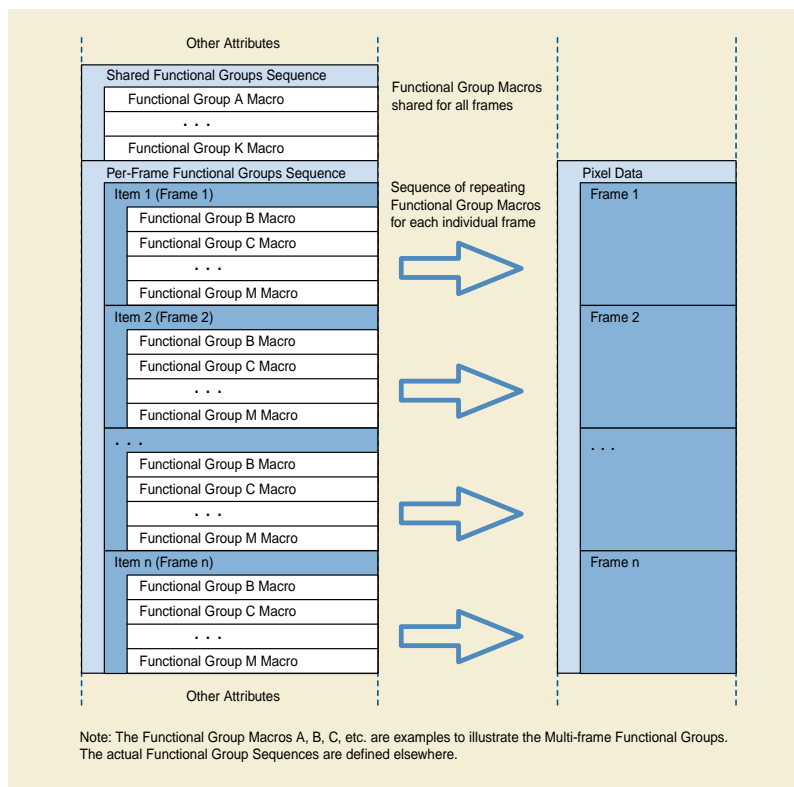 Other Attributes
Shared Functional Groups Sequence
Functional Group A Macro
. . .
Functional Group K Macro
Functional Group Macros
shared for all frames
Per-Frame Functional Groups Sequence
Item 1 (Frame 1)
Functional Group B Macro
Functional Group C Macro
. . .
Functional Group M Macro
Item 2 (Frame 2)
Functional Group B Macro
Functional Group C Macro
. . .
Functional Group M Macro
. . .
Functional Group B Macro
Functional Group C Macro
. . .
Functional Group M Macro
Item n (Frame n)
Functional Group B Macro
Functional Group C Macro
. . .
Functional Group M Macro
Other Attributes
Sequence of repeating
Functional Group Macros
for each individual frame
Pixel Data
Frame 1
Frame 2
. . .
Frame n
Note: The Functional Group Macros A, B, C, etc. are examples to illustrate the Multi-frame Functional Groups.
The actual Functional Group Sequences are defined elsewhere.